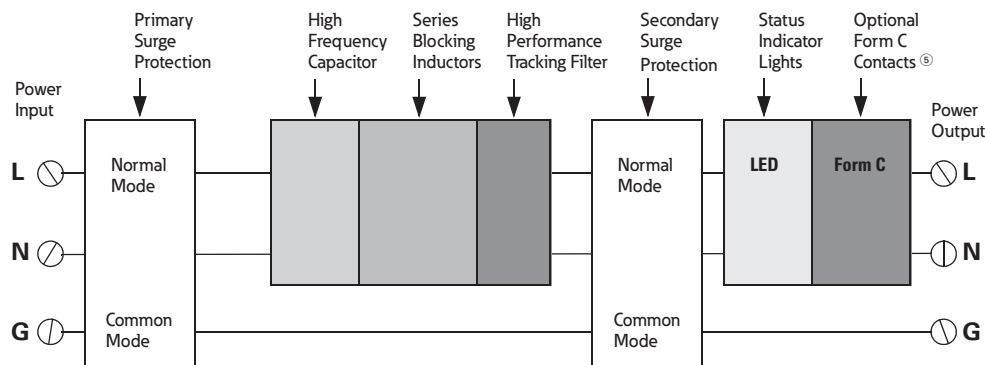 Primary
Surge
Protection
High
Frequency
Capacitor
Series
Blocking
Inductors
High
Performance
Tracking Filter
Secondary
Surge
Protection
Status
Indicator
Lights
Optional
Form C
Contacts ⑤
Power
Input
Power
Output
L
Normal
Mode
Normal
Mode
LED
Form C
L
N
N
G
Common
Mode
Common
Mode
G